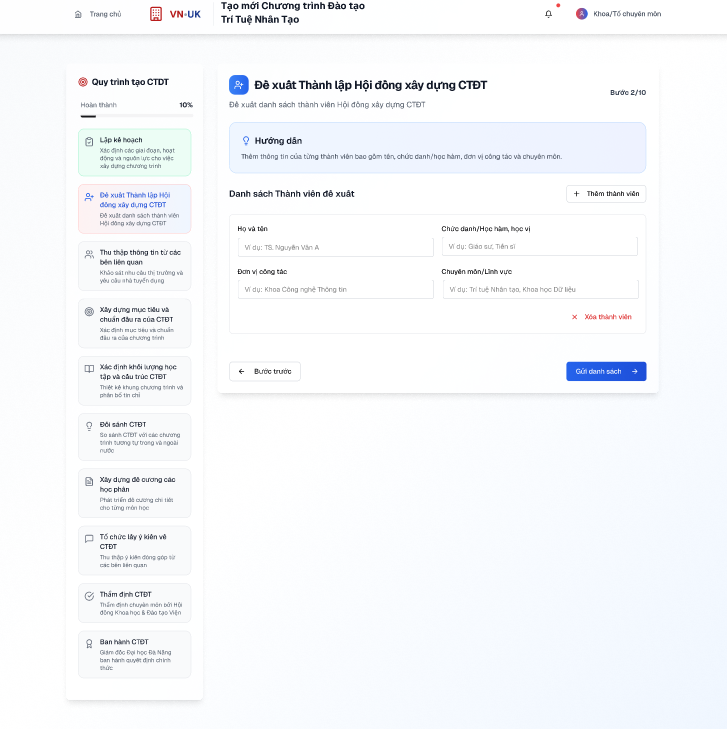 Trang chủ
VN-UK
Tạo mới Chương trình Đào tạo
Trí Tuệ Nhân Tạo
Khoa/Tổ chuyên môn
Quy trình tạo CTDT
Hoàn thành
10%
Lập kế hoạch
Xác định các giai đoạn, hoạt
động và nguồn lực cho việc
xây dựng chương trình
Đề xuất Thành lập Hội
đồng xây dựng CTĐT
Đề xuất danh sách thành viên
Hội đồng xây dựng CTĐT
Thu thập thông tin từ các
bên liên quan
Khảo sát nhu cầu thị trường và
yêu cầu nhà tuyển dụng
Xây dựng mục tiêu và
chuẩn đầu ra của CTĐT
Xác định mục tiêu và chuẩn
đầu ra của chương trình
Xác định khối lượng học
tập và cấu trúc CTĐT
Thiết kế khung chương trình và
phân bổ tín chỉ
Đối sánh CTĐT
So sánh CTĐT với các chương
trình tương tự trong và ngoài
nước
Xây dựng đề cương các
học phần
Phát triển đề cương chi tiết
cho từng môn học
Tổ chức lấy ý kiến về
CTĐT
Thu thập ý kiến đóng góp từ
các bên liên quan
Thẩm định CTĐT
Thẩm định chuyên môn bởi Hội
đồng Khoa học & Đào tạo Viện
Ban hành CTĐT
Giám đốc Đại học Đà Nẵng
ban hành quyết định chính
thức
Đề xuất Thành lập Hội đồng xây dựng CTĐT
Bước 2/10
Đề xuất danh sách thành viên Hội đồng xây dựng CTĐT
Hướng dẫn
Thêm thông tin của từng thành viên bao gồm tên, chức danh/học hàm, đơn vị công tác và chuyên môn.
Danh sách Thành viên đề xuất
Thêm thành viên
Họ và tên
Chức danh/Học hàm, học vị
Ví dụ: TS. Nguyễn Văn A
Ví dụ: Giáo sư, Tiến sĩ
Đơn vị công tác
Chuyên môn/Lĩnh vực
Ví dụ: Khoa Công nghệ Thông tin
Ví dụ: Trí tuệ Nhân tạo, Khoa học Dữ liệu
Xóa thành viên
Bước trước
Gửi danh sách